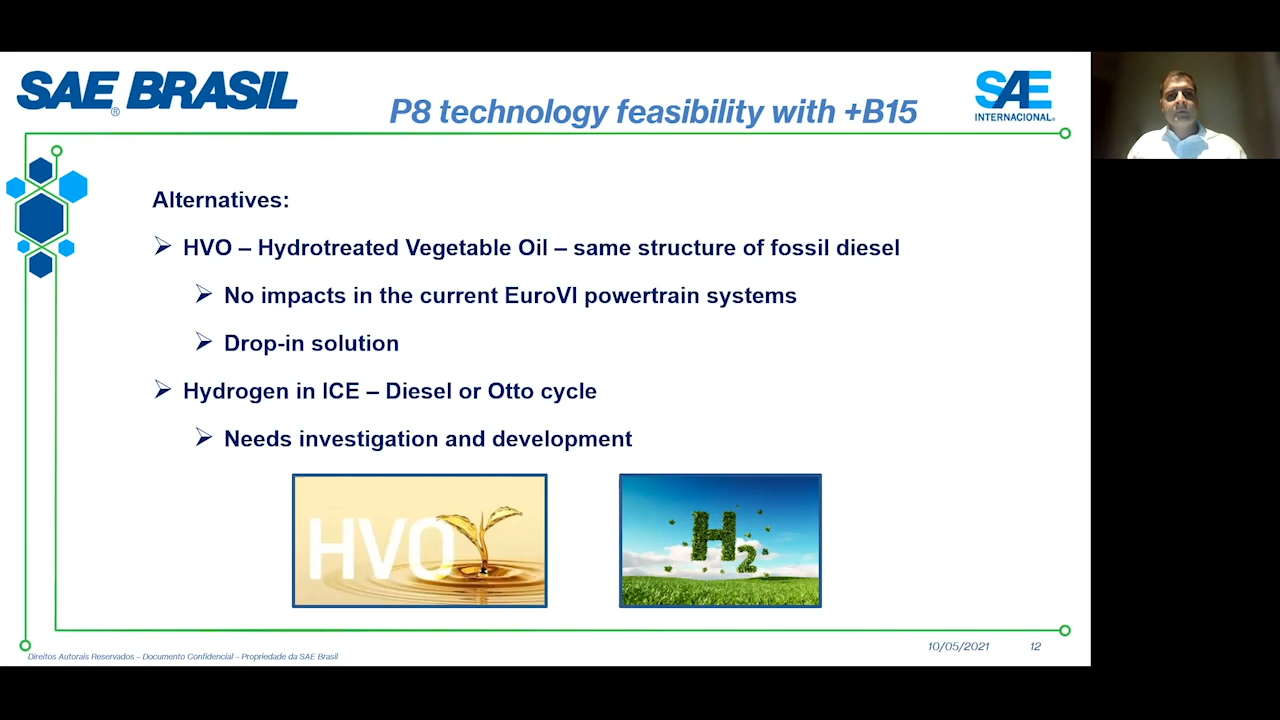 SAE BRASIL
®
P8 technology feasibility with +B15
SAE
INTERNACIONAL®
Alternatives:
➢ HVO – Hydrotreated Vegetable Oil – same structure of fossil diesel
➢ No impacts in the current EuroVI powertrain systems
➢ Drop-in solution
➢ Hydrogen in ICE – Diesel or Otto cycle
➢ Needs investigation and development
HVO
H2
10/05/2021 12
Direitos Autorais Reservados – Documento Confidencial – Propriedade da SAE Brasil